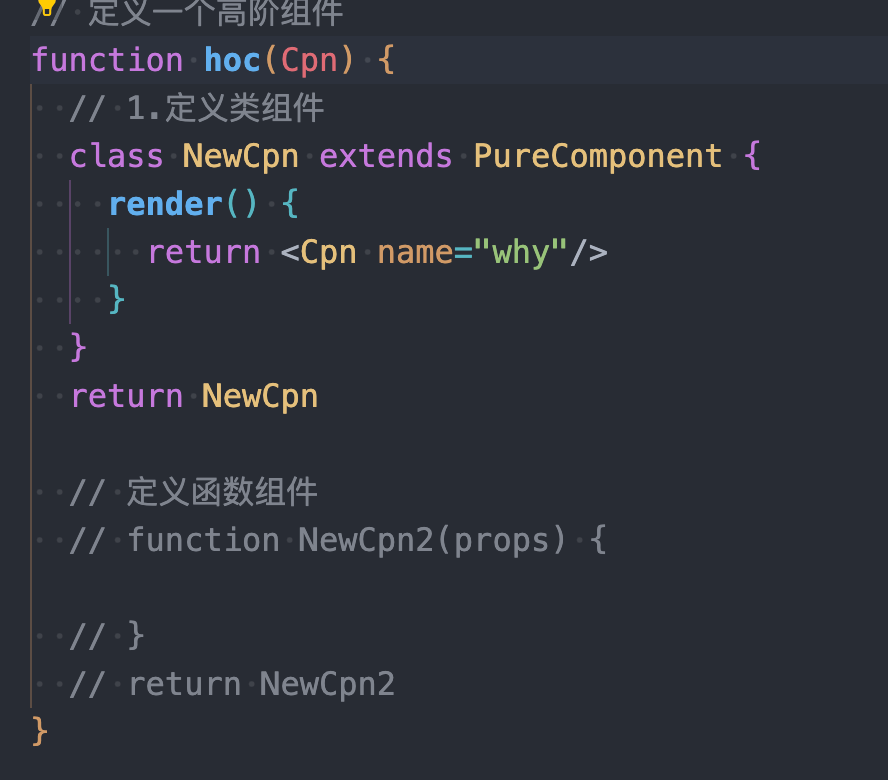 // 定义一个高阶组件
function hoc(Cpn) {
// 1.定义类组件
class NewCpn extends PureComponent {
render() {
return <Cpn name="why"/>
}
}
return NewCpn
// 定义函数组件
// function NewCpn2(props) {
// }
// return NewCpn2
}